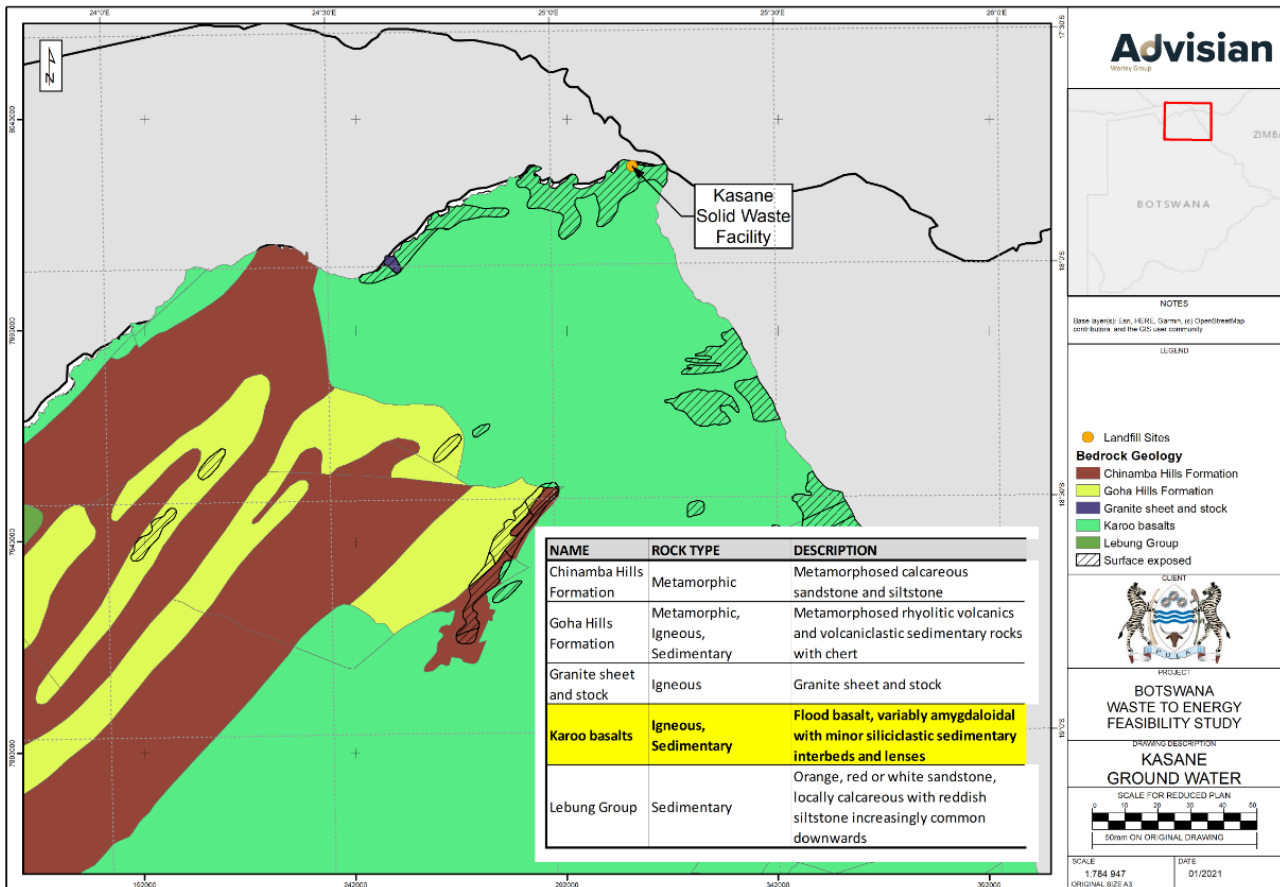 24°0'E
24°30'E
25°0'E
25°30'E
26°0'E
17°30'S
Advisian
Worley Group
ZIMBA
BOTSWANA
Kasane
Solid Waste
Facility
18°0'S
18°30'S
NOTES
Base layer(s): Esri, HERE, Garmin, (c) OpenStreetMap
contributors, and the GIS user community
LEGEND
Landfill Sites
Bedrock Geology
Chinamba Hills Formation
Goha Hills Formation
Granite sheet and stock
Karoo basalts
Lebung Group
Surface exposed
NAME ROCK TYPE DESCRIPTION
Chinamba Hills Formation Metamorphic Metamorphosed calcareous
sandstone and siltstone
Goha Hills Formation Metamorphic, Igneous, Sedimentary Metamorphosed rhyolitic volcanics
and volcaniclastic sedimentary rocks
with chert
Granite sheet and stock Igneous Granite sheet and stock
Karoo basalts Igneous, Sedimentary Flood basalt, variably amygdaloidal
with minor siliciclastic sedimentary
interbeds and lenses
Lebung Group Sedimentary Orange, red or white sandstone,
locally calcareous with reddish
siltstone increasingly common
downwards
CLIENT
PULA
PROJECT
BOTSWANA
WASTE TO ENERGY
FEASIBILITY STUDY
DRAWING DESCRIPTION
KASANE
GROUND WATER
SCALE FOR REDUCED PLAN
0 10 20 30 40 50
50mm ON ORIGINAL DRAWING
SCALE
1:784 947
ORIGINAL SIZE A3
DATE
01/2021
192000
242000
292000
342000
392000